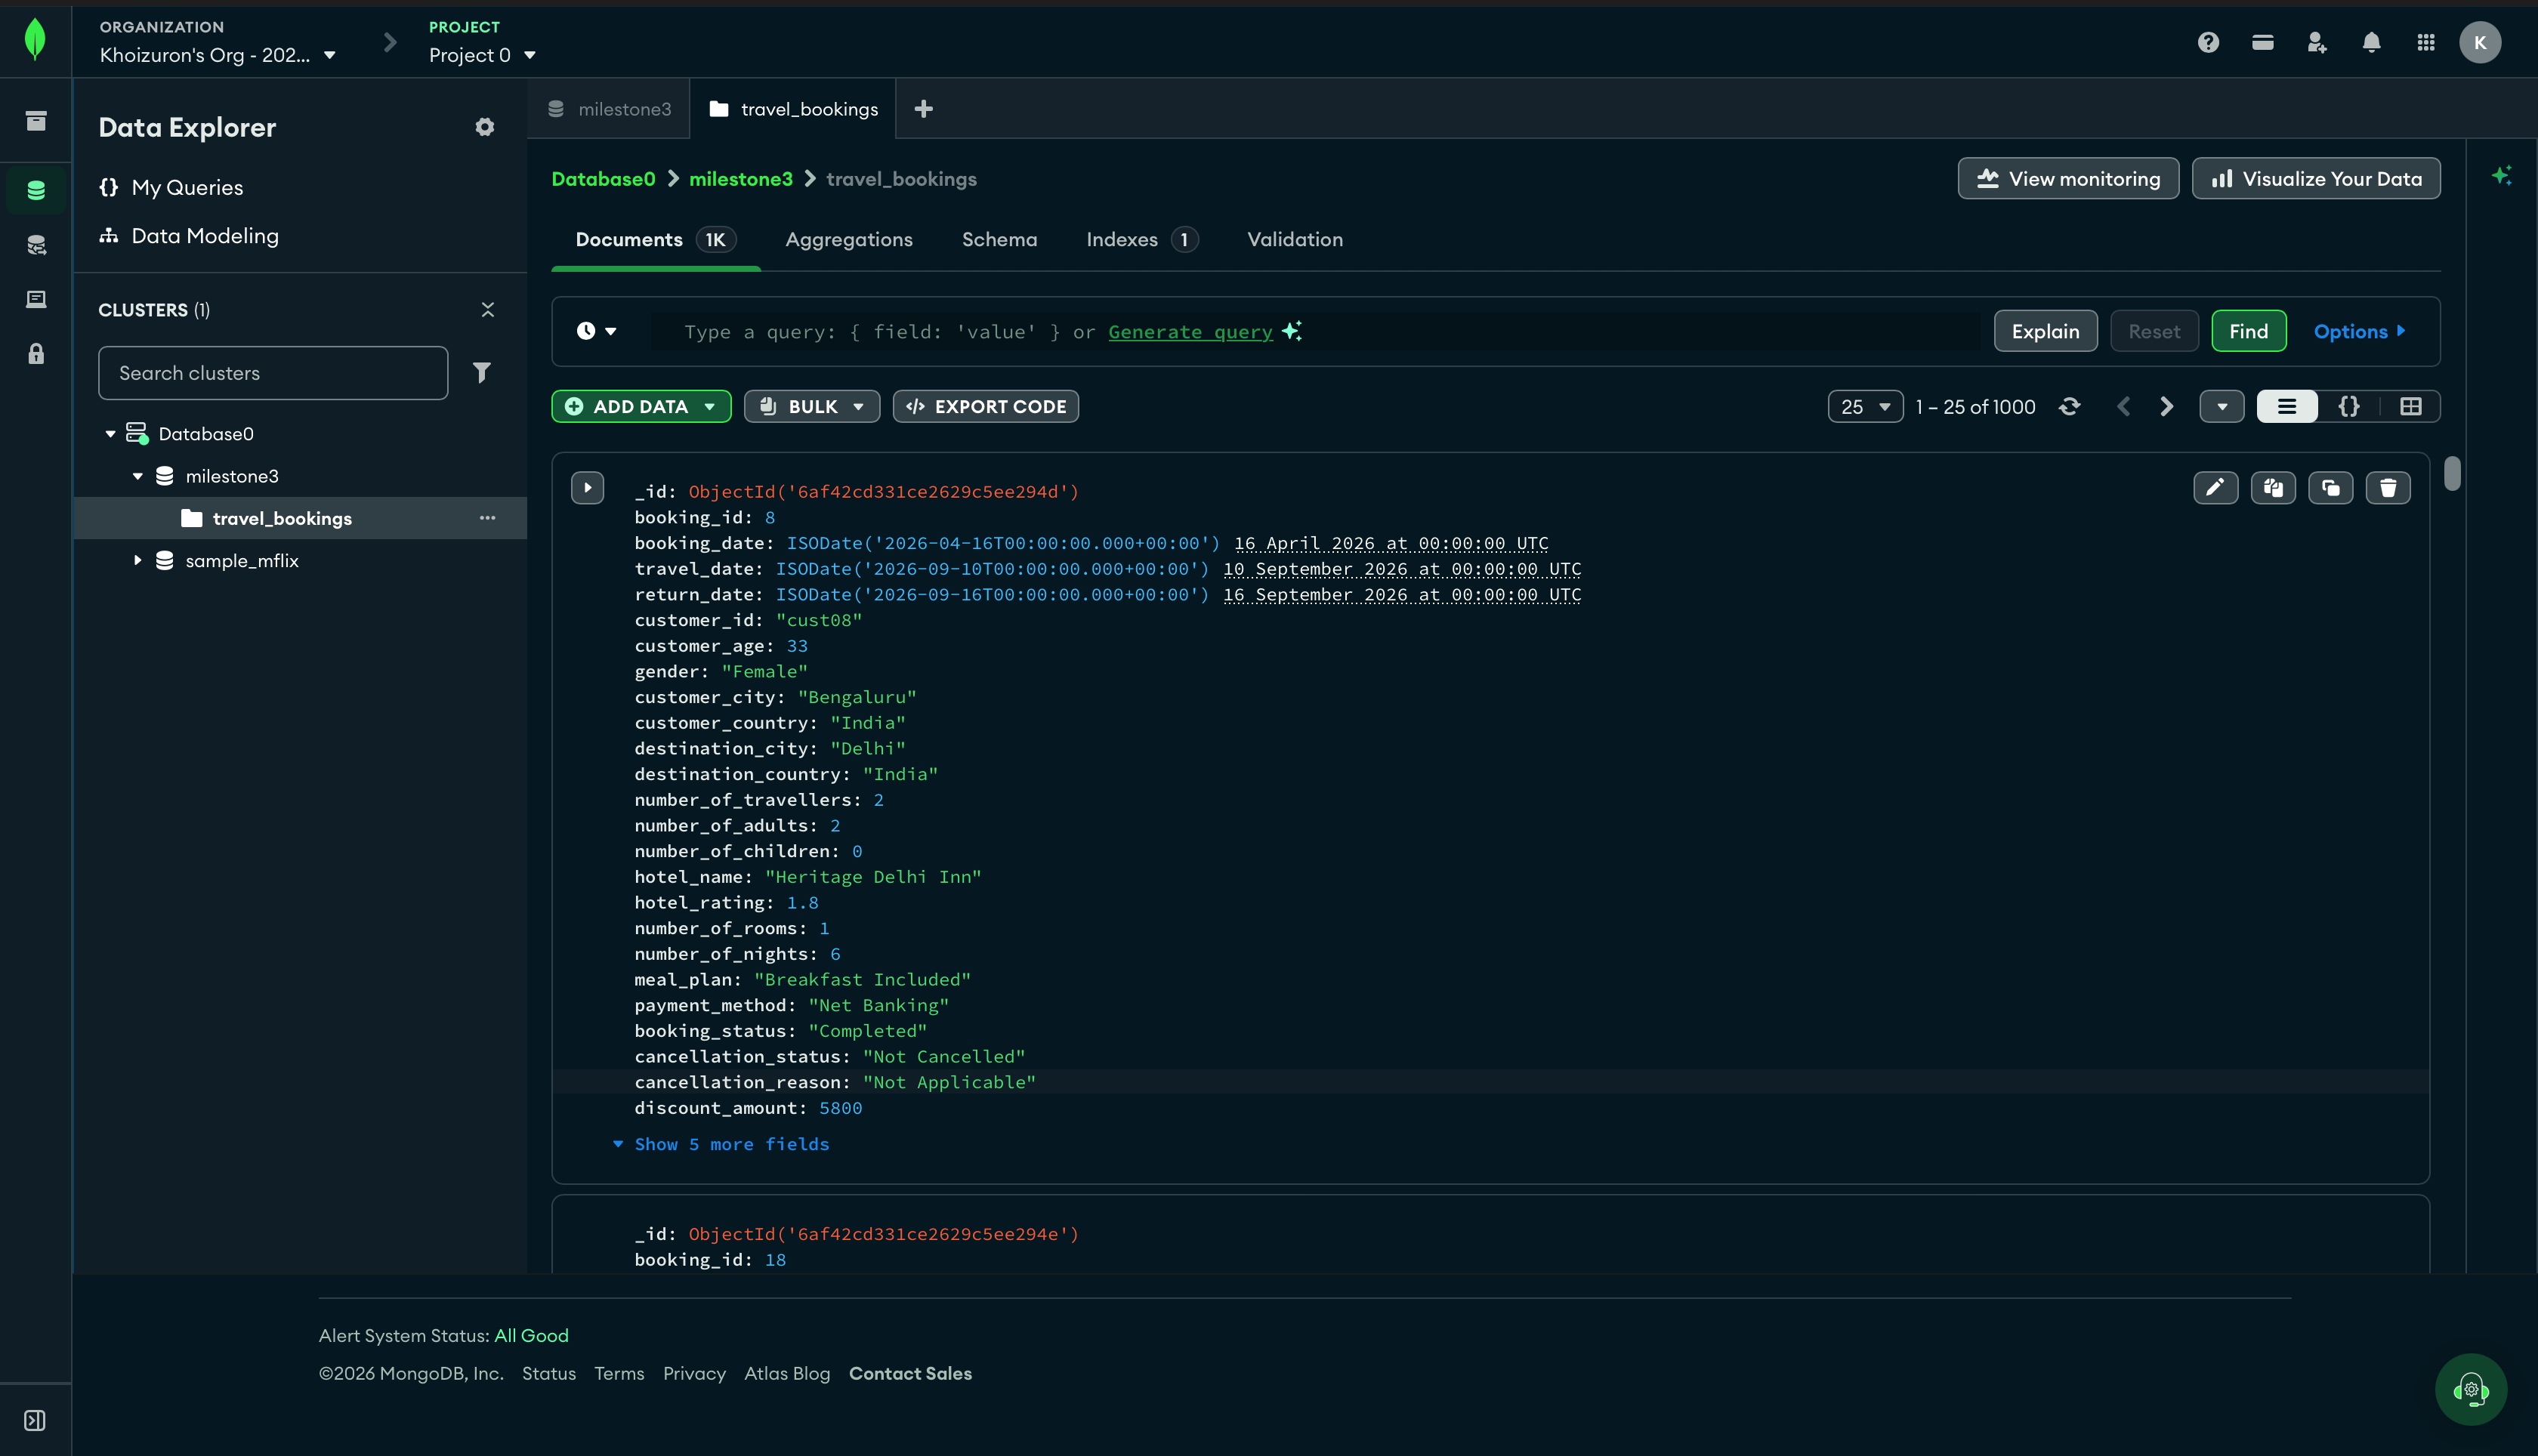 ORGANIZATION
Khoizuron's Org - 202...
PROJECT
Project 0
K
Data Explorer
My Queries
Data Modeling
CLUSTERS (1)
Search clusters
Database0
milestone3
travel_bookings
sample_mflix
milestone3
travel_bookings
Database0 > milestone3 > travel_bookings
View monitoring
Visualize Your Data
Documents 1K
Aggregations
Schema
Indexes 1
Validation
Type a query: { field: 'value' } or Generate query
Explain
Reset
Find
Options
ADD DATA
BULK
EXPORT CODE
25
1 – 25 of 1000
_id: ObjectId('6af42cd331ce2629c5ee294d')
booking_id: 8
booking_date: ISODate('2026-04-16T00:00:00.000+00:00') 16 April 2026 at 00:00:00 UTC
travel_date: ISODate('2026-09-10T00:00:00.000+00:00') 10 September 2026 at 00:00:00 UTC
return_date: ISODate('2026-09-16T00:00:00.000+00:00') 16 September 2026 at 00:00:00 UTC
customer_id: "cust08"
customer_age: 33
gender: "Female"
customer_city: "Bengaluru"
customer_country: "India"
destination_city: "Delhi"
destination_country: "India"
number_of_travellers: 2
number_of_adults: 2
number_of_children: 0
hotel_name: "Heritage Delhi Inn"
hotel_rating: 1.8
number_of_rooms: 1
number_of_nights: 6
meal_plan: "Breakfast Included"
payment_method: "Net Banking"
booking_status: "Completed"
cancellation_status: "Not Cancelled"
cancellation_reason: "Not Applicable"
discount_amount: 5800
Show 5 more fields
_id: ObjectId('6af42cd331ce2629c5ee294e')
booking_id: 18
Alert System Status: All Good
©2026 MongoDB, Inc. Status Terms Privacy Atlas Blog Contact Sales